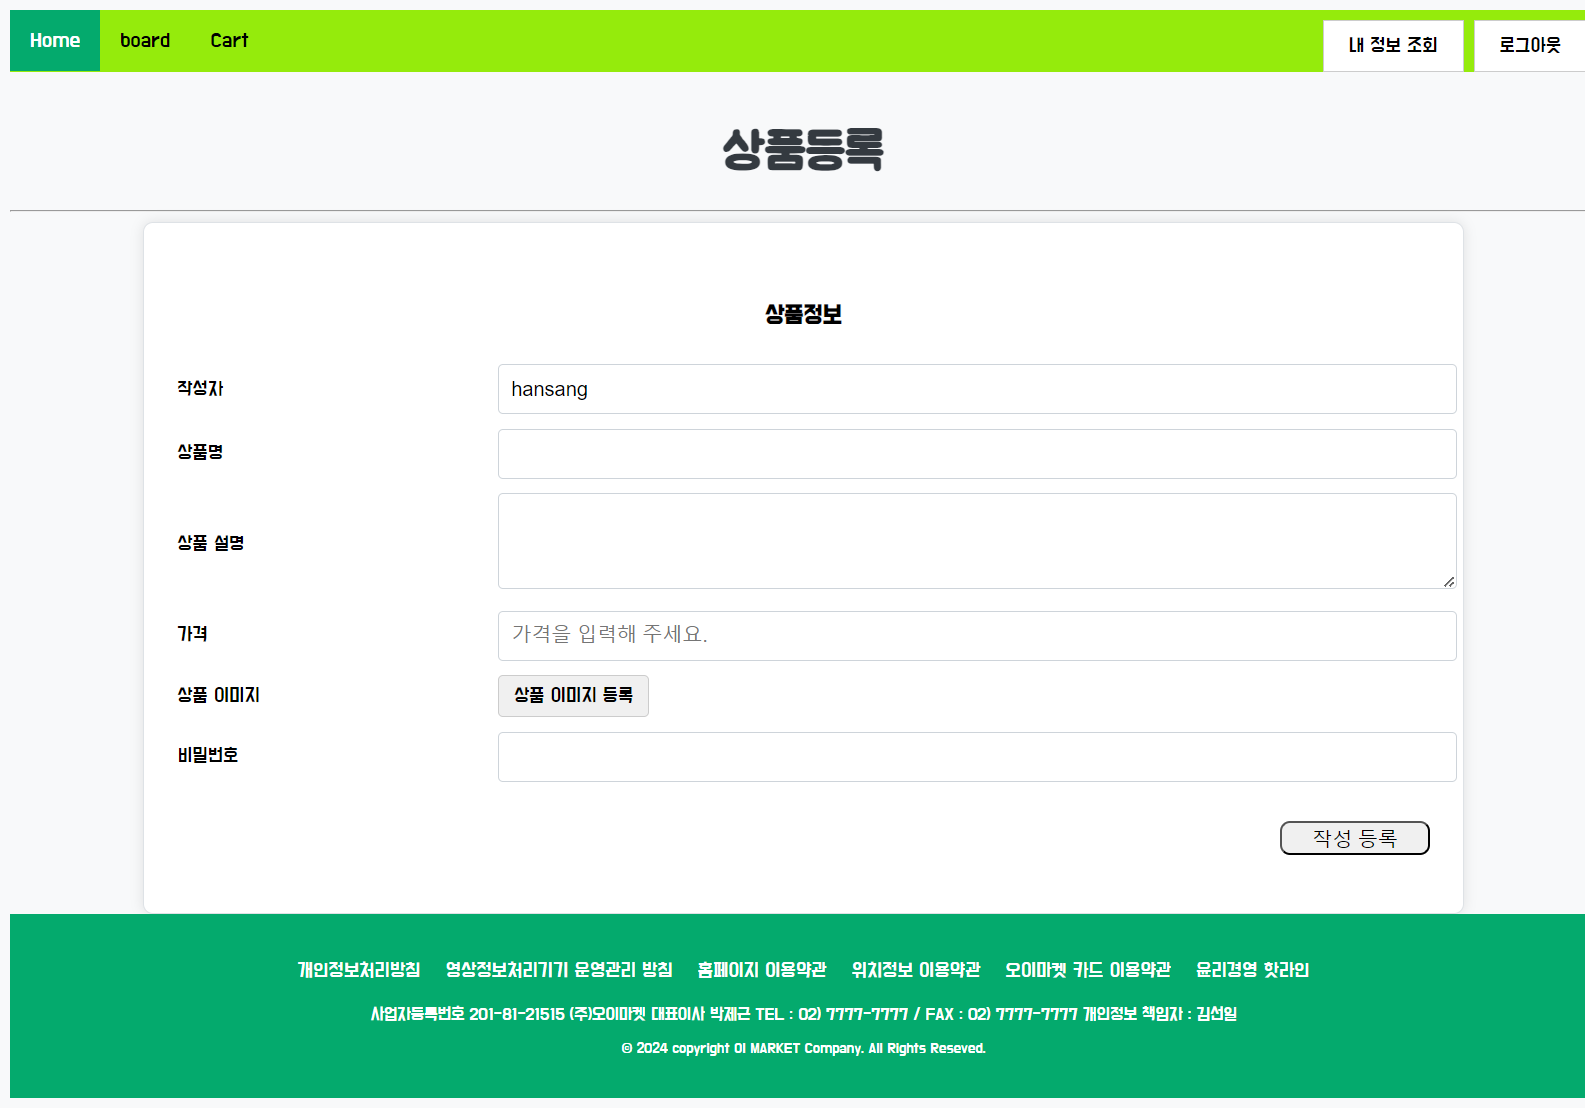 Home board Cart 내 정보 조회 로그아웃
상품등록
상품정보
작성자 hansang
상품명
상품 설명
가격 가격을 입력해 주세요.
상품 이미지 상품 이미지 등록
비밀번호
작성 등록
개인정보처리방침 영상정보처리기기 운영관리 방침 홈페이지 이용약관 위치정보 이용약관 오이마켓 카드 이용약관 윤리경영 핫라인
사업자등록번호 201-81-21515 (주)오이마켓 대표이사 박제근 TEL : 02) 7777-7777 / FAX : 02) 7777-7777 개인정보 책임자 : 김선일
© 2024 copyright OI MARKET Company. All Rights Reseved.